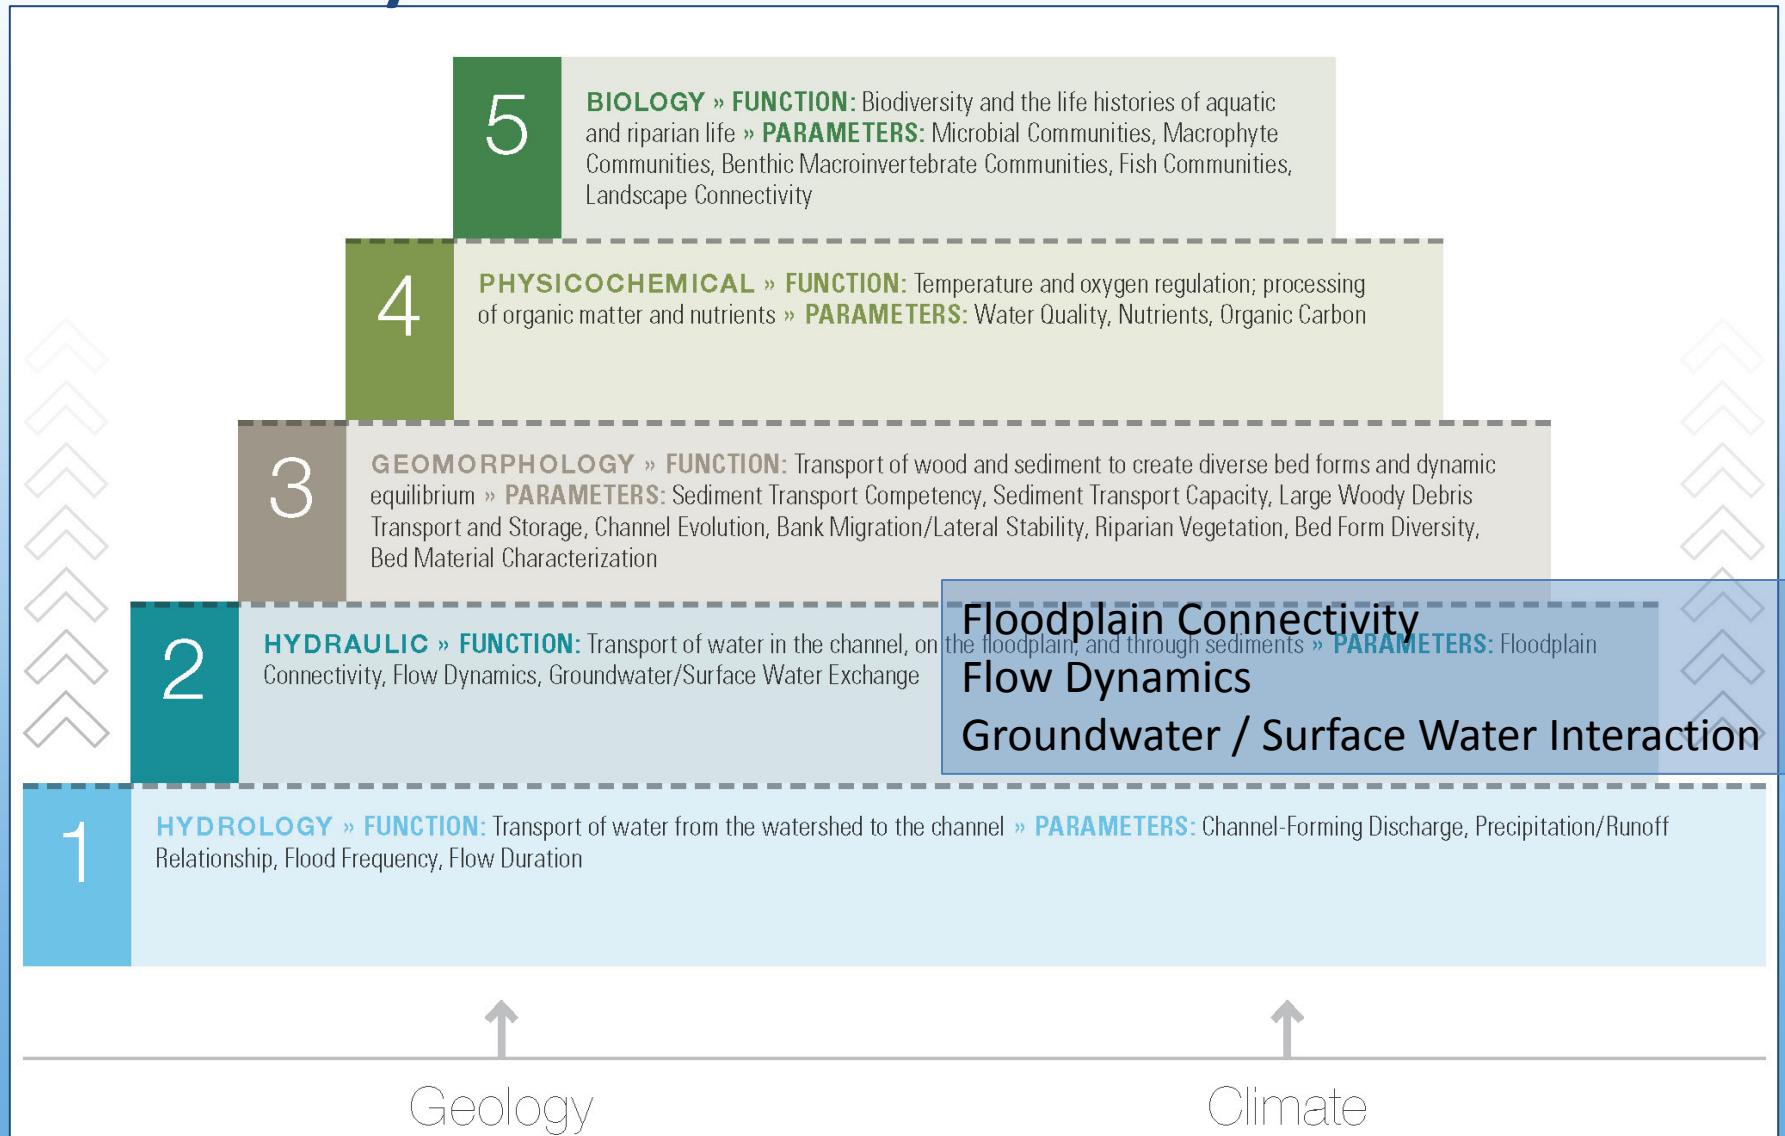 5
BIOLOGY » FUNCTION: Biodiversity and the life histories of aquatic
and riparian life » PARAMETERS: Microbial Communities, Macrophyte
Communities, Benthic Macroinvertebrate Communities, Fish Communities,
Landscape Connectivity
4
PHYSICOCHEMICAL » FUNCTION: Temperature and oxygen regulation; processing
of organic matter and nutrients » PARAMETERS: Water Quality, Nutrients, Organic Carbon
3
GEOMORPHOLOGY » FUNCTION: Transport of wood and sediment to create diverse bed forms and dynamic
equilibrium » PARAMETERS: Sediment Transport Competency, Sediment Transport Capacity, Large Woody Debris
Transport and Storage, Channel Evolution, Bank Migration/Lateral Stability, Riparian Vegetation, Bed Form Diversity,
Bed Material Characterization
2
HYDRAULIC » FUNCTION: Transport of water in the channel, on the floodplain, and through sediments » PARAMETERS: Floodplain
Connectivity, Flow Dynamics, Groundwater/Surface Water Exchange
Floodplain Connectivity
Flow Dynamics
Groundwater / Surface Water Interaction
1
HYDROLOGY » FUNCTION: Transport of water from the watershed to the channel » PARAMETERS: Channel-Forming Discharge, Precipitation/Runoff
Relationship, Flood Frequency, Flow Duration
Geology
Climate